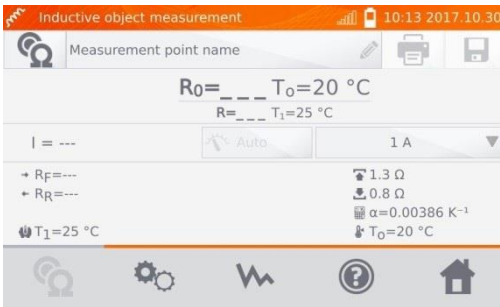 Inductive object measurement 10:13 2017.10.30
Measurement point name
R₀=_ _ _ T₀=20 °C
R=_ _ _ T₁=25 °C
I = --- Auto 1 A
→ RF=--- 1.3 Ω
← RR=--- 0.8 Ω
α=0.00386 K⁻¹
T₁=25 °C T₀=20 °C